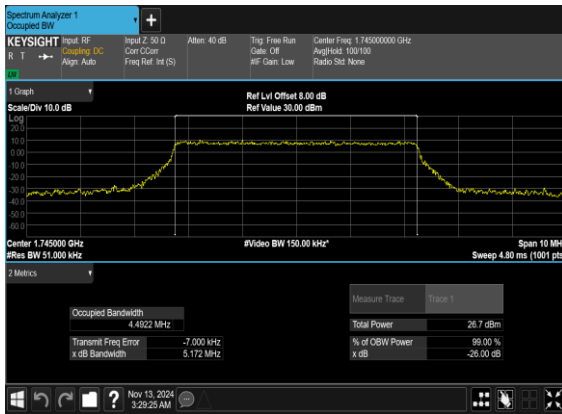 Spectrum Analyzer 1
Occupied BW
+
KEYSIGHT
R T
LXI
Input: RF
Coupling: DC
Align: Auto
Input Z: 50 Ω
Corr CCorr
Freq Ref: Int (S)
Atten: 40 dB
Trig: Free Run
Gate: Off
#IF Gain: Low
Center Freq: 1.745000000 GHz
Avg|Hold: 100/100
Radio Std: None
1 Graph
Scale/Div 10.0 dB
Ref Lvl Offset 8.00 dB
Ref Value 30.00 dBm
Log
20.0
10.0
0.00
-10.0
-20.0
-30.0
-40.0
-50.0
-60.0
Center 1.745000 GHz
#Res BW 51.000 kHz
#Video BW 150.00 kHz*
Span 10 MH
Sweep 4.80 ms (1001 pts
2 Metrics
Occupied Bandwidth
4.4922 MHz
Transmit Freq Error -7.000 kHz
x dB Bandwidth 5.172 MHz
Measure Trace Trace 1
Total Power 26.7 dBm
% of OBW Power 99.00 %
x dB -26.00 dB
?
Nov 13, 2024
3:29:25 AM